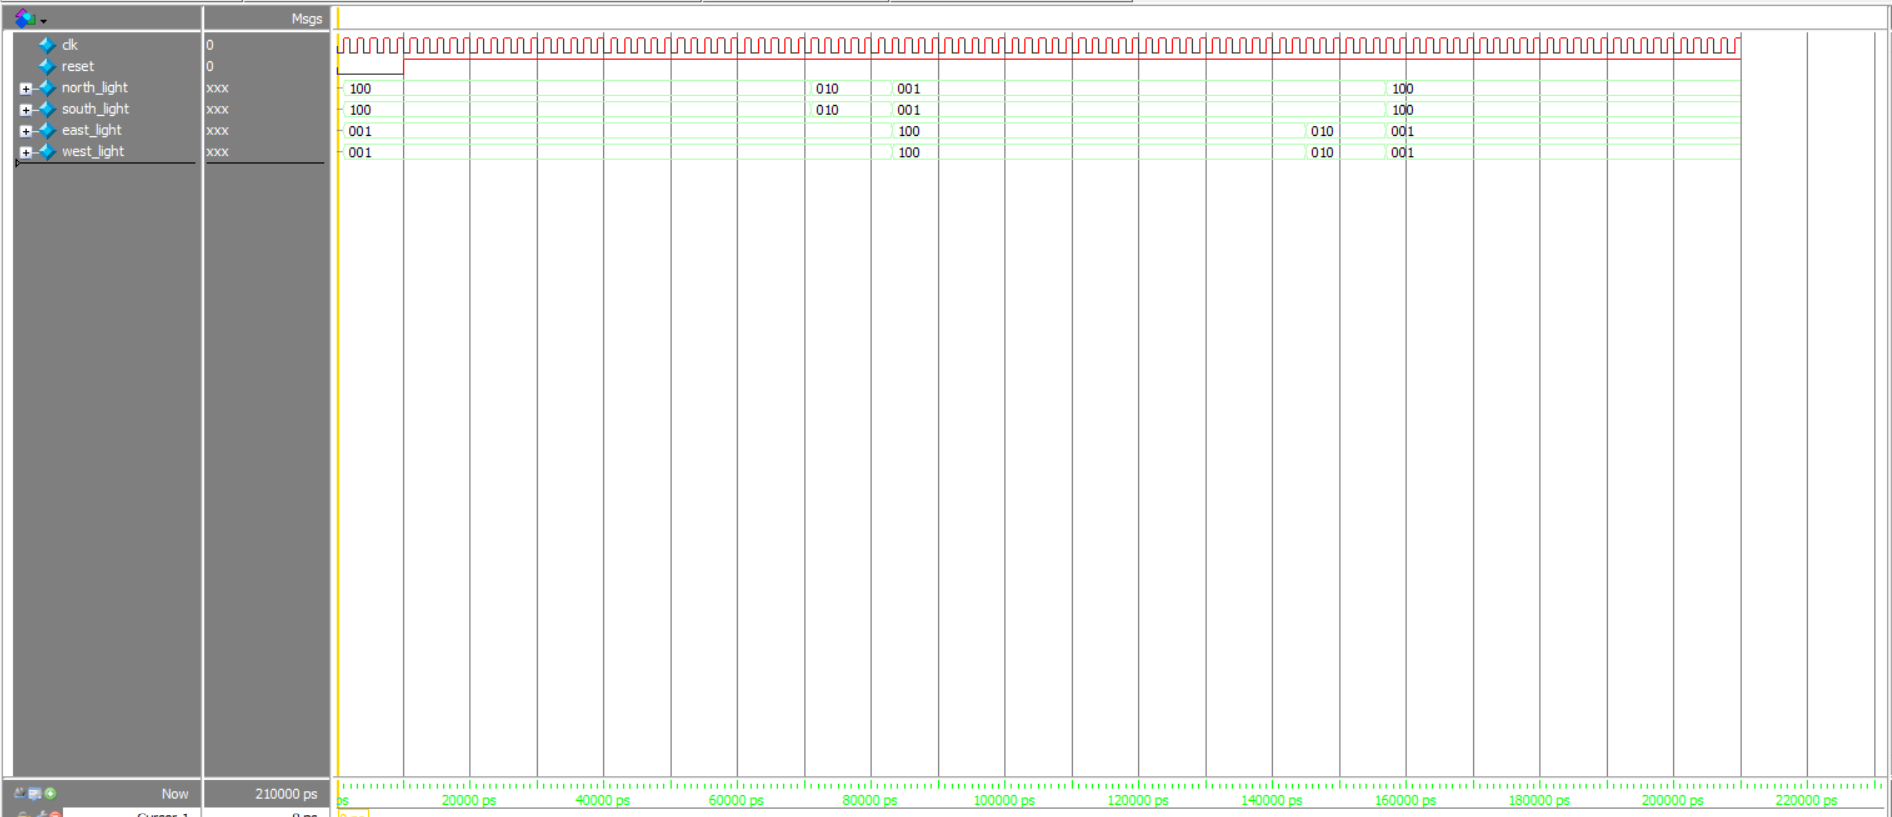 Msgs
clk 0
reset 0
north_light xxx 100 010 001 100
south_light xxx 100 010 001 100
east_light xxx 001 100 010 001
west_light xxx 001 100 010 001
Now 210000 ps ps 20000 ps 40000 ps 60000 ps 80000 ps 100000 ps 120000 ps 140000 ps 160000 ps 180000 ps 200000 ps 220000 ps
Cursor 1